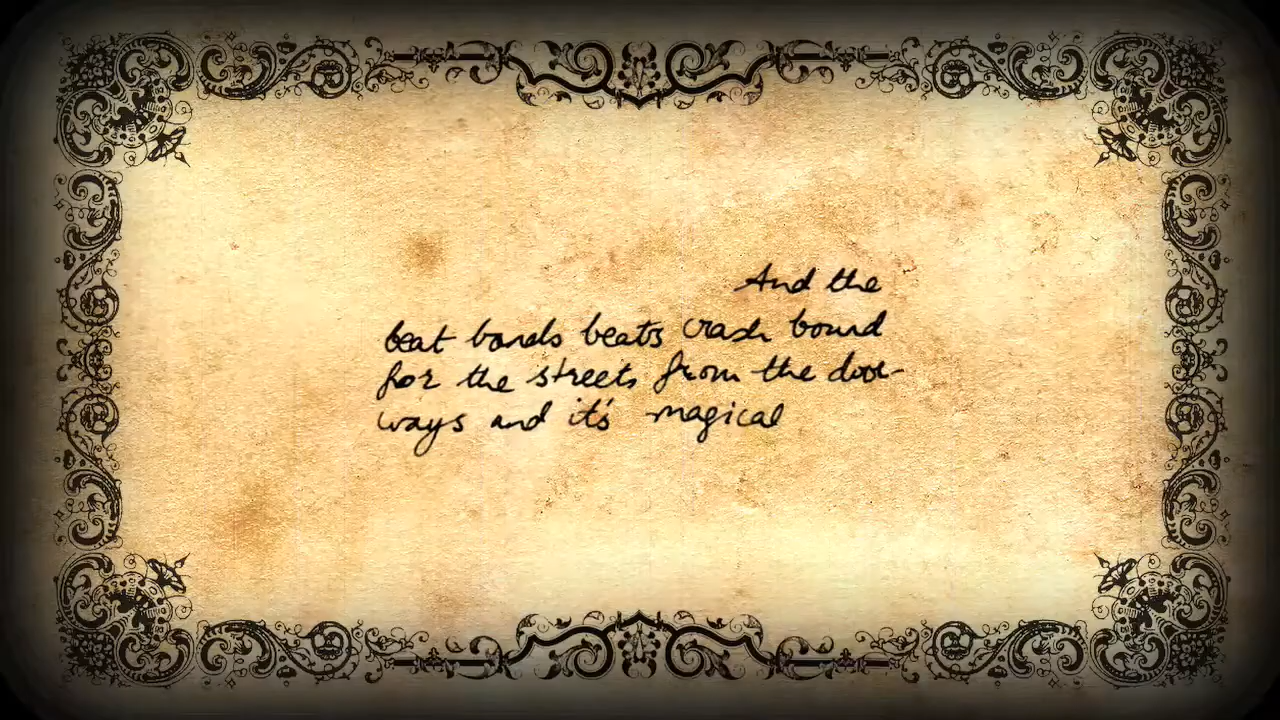 And the
beat bands beats crash bound
for the streets from the door-
ways and it's magical